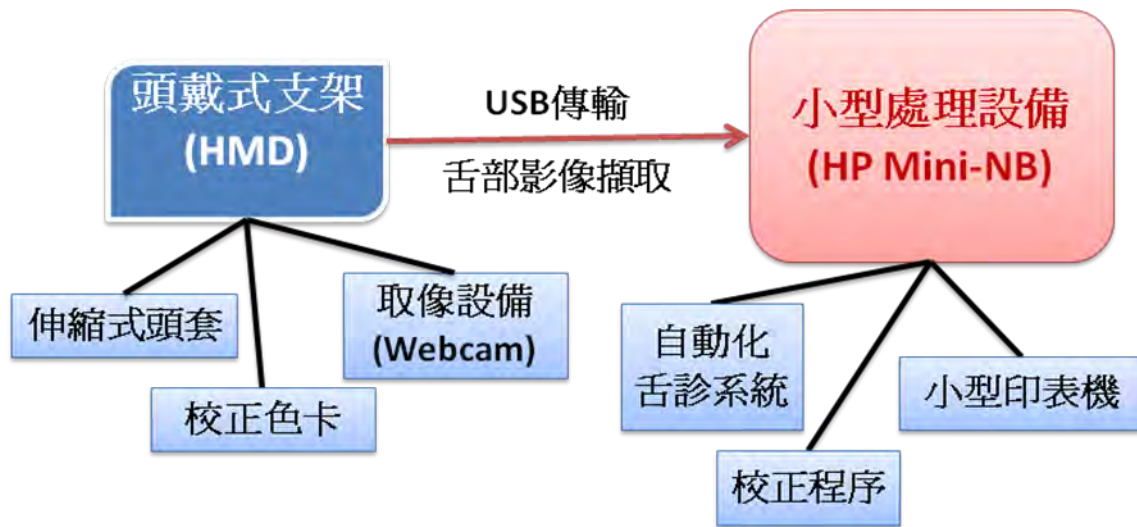 頭戴式支架
(HMD)
USB傳輸
舌部影像擷取
小型處理設備
(HP Mini-NB)
伸縮式頭套
校正色卡
取像設備
(Webcam)
自動化
舌診系統
校正程序
小型印表機